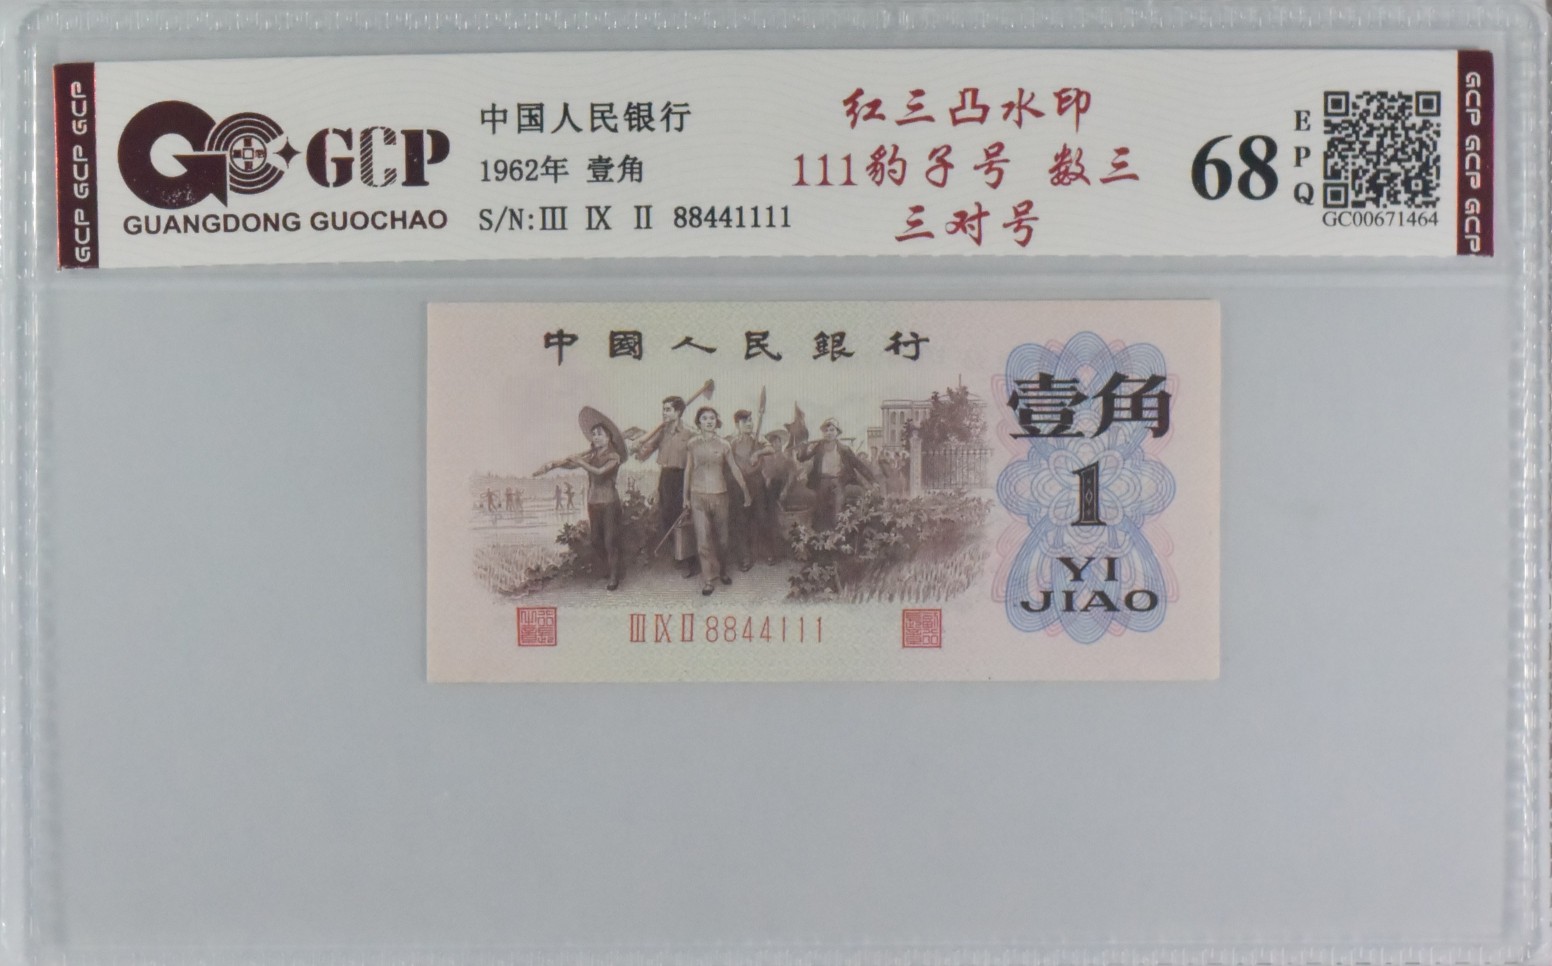 GCP GCP GCP
GCP
GUANGDONG GUOCHAO
中国人民银行
1962年 壹角
S/N:Ⅲ Ⅸ Ⅱ 88441111
红三凸水印
111豹子号 数三
三对号
68
EPQ
GC00671464
GCP GCP GCP
中國人民銀行
壹角
1
YI
JIAO
ⅢⅨⅡ8844111